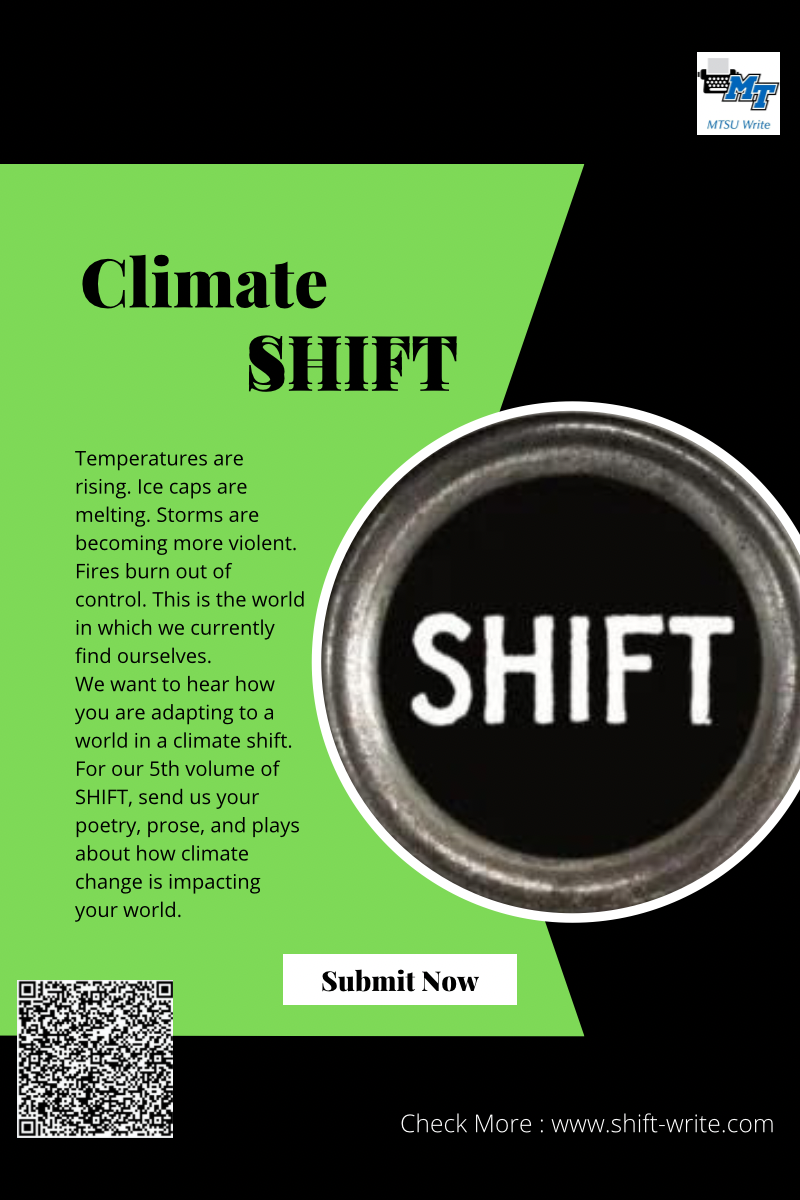 MT
MTSU Write
Climate
SHIFT
Temperatures are
rising. Ice caps are
melting. Storms are
becoming more violent.
Fires burn out of
control. This is the world
in which we currently
find ourselves.
We want to hear how
you are adapting to a
world in a climate shift.
For our 5th volume of
SHIFT, send us your
poetry, prose, and plays
about how climate
change is impacting
your world.
SHIFT
Submit Now
Check More : www.shift-write.com